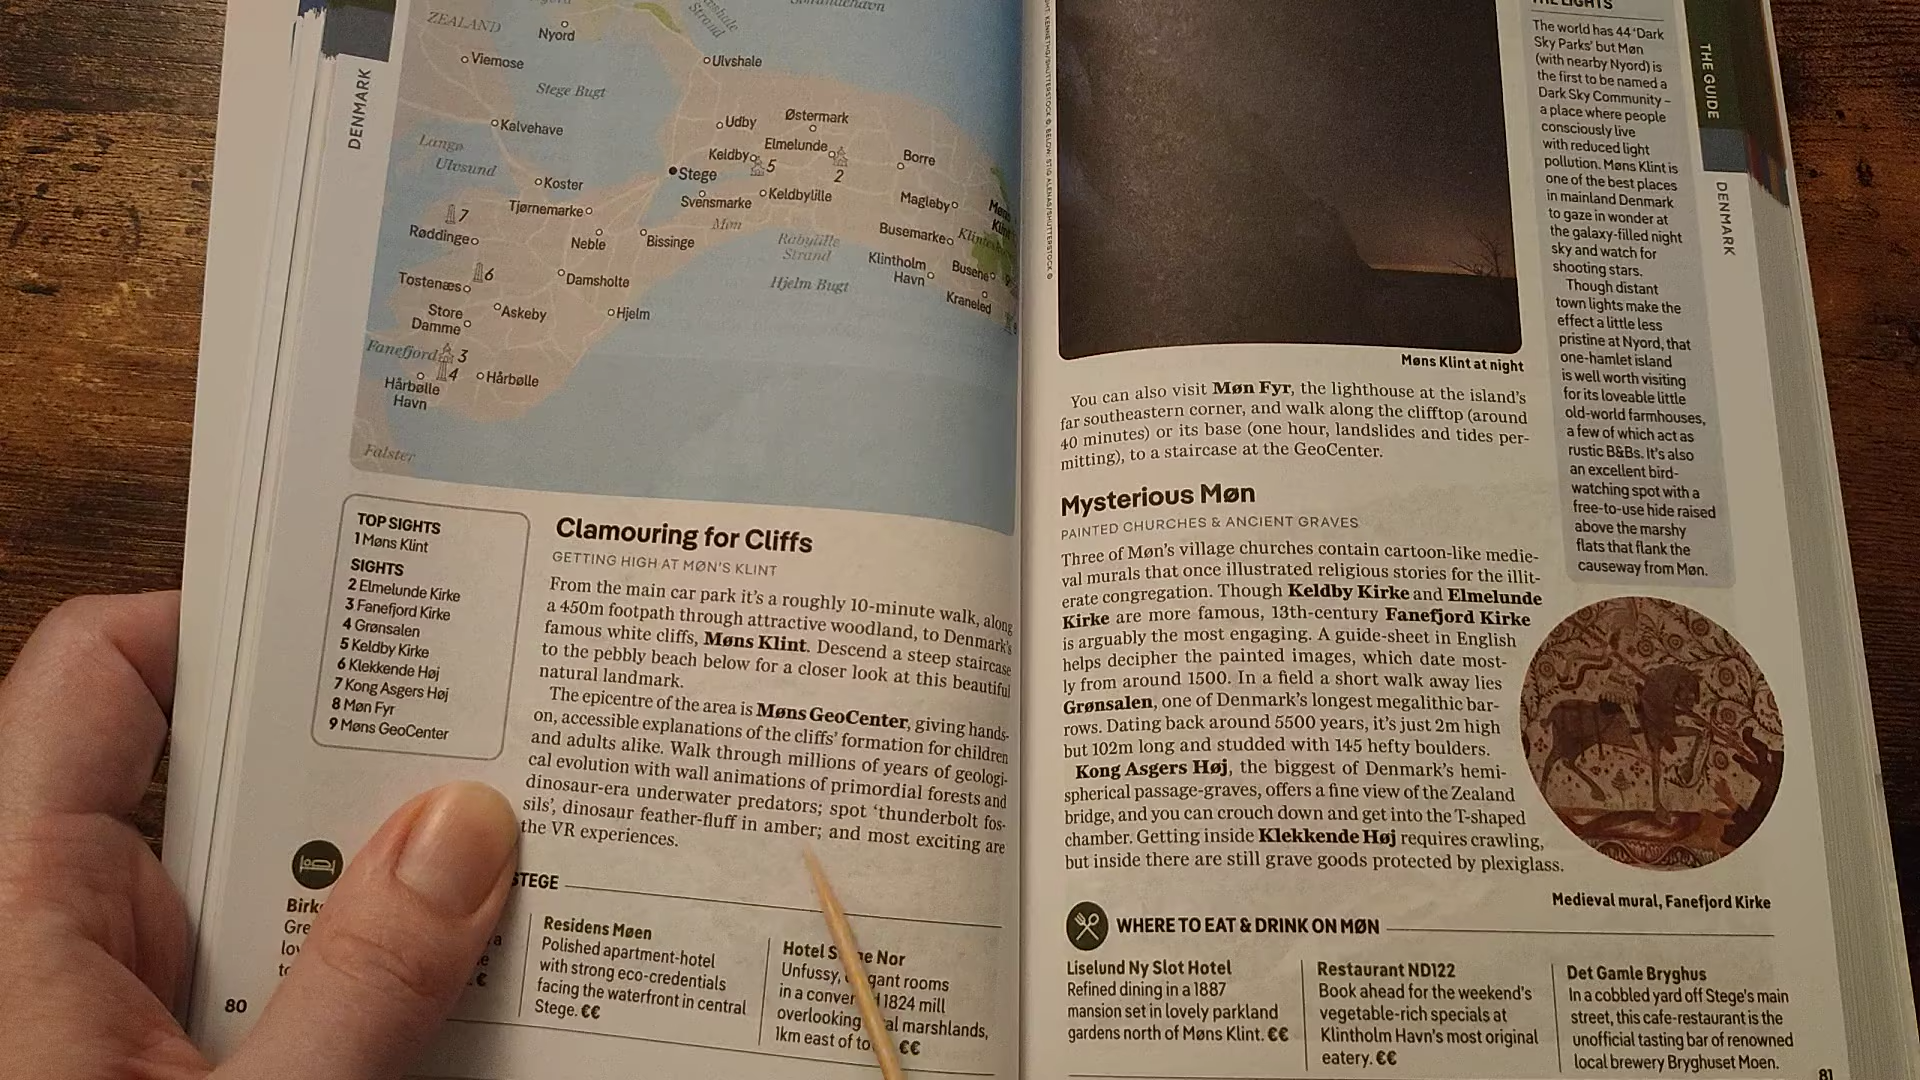 DENMARK
ZEALAND
Nyord
Viemose
Ulvshale
Strand
Stege Bugt
Kalvehave
Udby
Østermark
Langø
Ulvsund
Elmelunde
Keldby
5
2
Borre
Koster
Stege
Svensmarke
Keldbylille
Magleby
7
Tjørnemarke
Møn
Busemarke
Røddinge
Neble
Bissinge
Rabylille
Strand
Klintholm
Havn
Busene
Tostenæs
6
Damsholte
Hjelm Bugt
Kraneled
Store
Damme
Askeby
Hjelm
Fanefjord
3
4
Hårbølle
Hårbølle
Havn
Falster
TOP SIGHTS
1 Møns Klint
SIGHTS
2 Elmelunde Kirke
3 Fanefjord Kirke
4 Grønsalen
5 Keldby Kirke
6 Klekkende Høj
7 Kong Asgers Høj
8 Møn Fyr
9 Møns GeoCenter
Clamouring for Cliffs
GETTING HIGH AT MØN'S KLINT
From the main car park it's a roughly 10-minute walk, along
a 450m footpath through attractive woodland, to Denmark's
famous white cliffs, Møns Klint. Descend a steep staircase
to the pebbly beach below for a closer look at this beautiful
natural landmark.
The epicentre of the area is Møns GeoCenter, giving hands-
on, accessible explanations of the cliffs' formation for children
and adults alike. Walk through millions of years of geologi-
cal evolution with wall animations of primordial forests and
dinosaur-era underwater predators; spot 'thunderbolt fos-
sils', dinosaur feather-fluff in amber; and most exciting are
the VR experiences.
STEGE
Residens Møen
Polished apartment-hotel
with strong eco-credentials
facing the waterfront in central
Stege. €€
Hotel Nor
Unfussy, rooms
in a 1824 mill
overlooking marshlands,
1km east of €€
80
Møns Klint at night
You can also visit Møn Fyr, the lighthouse at the island's
far southeastern corner, and walk along the clifftop (around
40 minutes) or its base (one hour, landslides and tides per-
mitting), to a staircase at the GeoCenter.
Mysterious Møn
PAINTED CHURCHES & ANCIENT GRAVES
Three of Møn's village churches contain cartoon-like medie-
val murals that once illustrated religious stories for the illit-
erate congregation. Though Keldby Kirke and Elmelunde
Kirke are more famous, 13th-century Fanefjord Kirke
is arguably the most engaging. A guide-sheet in English
helps decipher the painted images, which date most-
ly from around 1500. In a field a short walk away lies
Grønsalen, one of Denmark's longest megalithic bar-
rows. Dating back around 5500 years, it's just 2m high
but 102m long and studded with 145 hefty boulders.
Kong Asgers Høj, the biggest of Denmark's hemi-
spherical passage-graves, offers a fine view of the Zealand
bridge, and you can crouch down and get into the T-shaped
chamber. Getting inside Klekkende Høj requires crawling,
but inside there are still grave goods protected by plexiglass.
Medieval mural, Fanefjord Kirke
WHERE TO EAT & DRINK ON MØN
Liselund Ny Slot Hotel
Refined dining in a 1887
mansion set in lovely parkland
gardens north of Møns Klint. €€
Restaurant ND122
Book ahead for the weekend's
vegetable-rich specials at
Klintholm Havn's most original
eatery. €€
Det Gamle Bryghus
In a cobbled yard off Stege's main
street, this cafe-restaurant is the
unofficial tasting bar of renowned
local brewery Bryghuset Moen.
81
The world has 44 'Dark
Sky Parks' but Møn
(with nearby Nyord) is
the first to be named a
Dark Sky Community –
a place where people
consciously live
with reduced light
pollution. Møns Klint is
one of the best places
in mainland Denmark
to gaze in wonder at
the galaxy-filled night
sky and watch for
shooting stars.
Though distant
town lights make the
effect a little less
pristine at Nyord, that
one-hamlet island
is well worth visiting
for its loveable little
old-world farmhouses,
a few of which act as
rustic B&Bs. It's also
an excellent bird-
watching spot with a
free-to-use hide raised
above the marshy
flats that flank the
causeway from Møn.
THE GUIDE
DENMARK